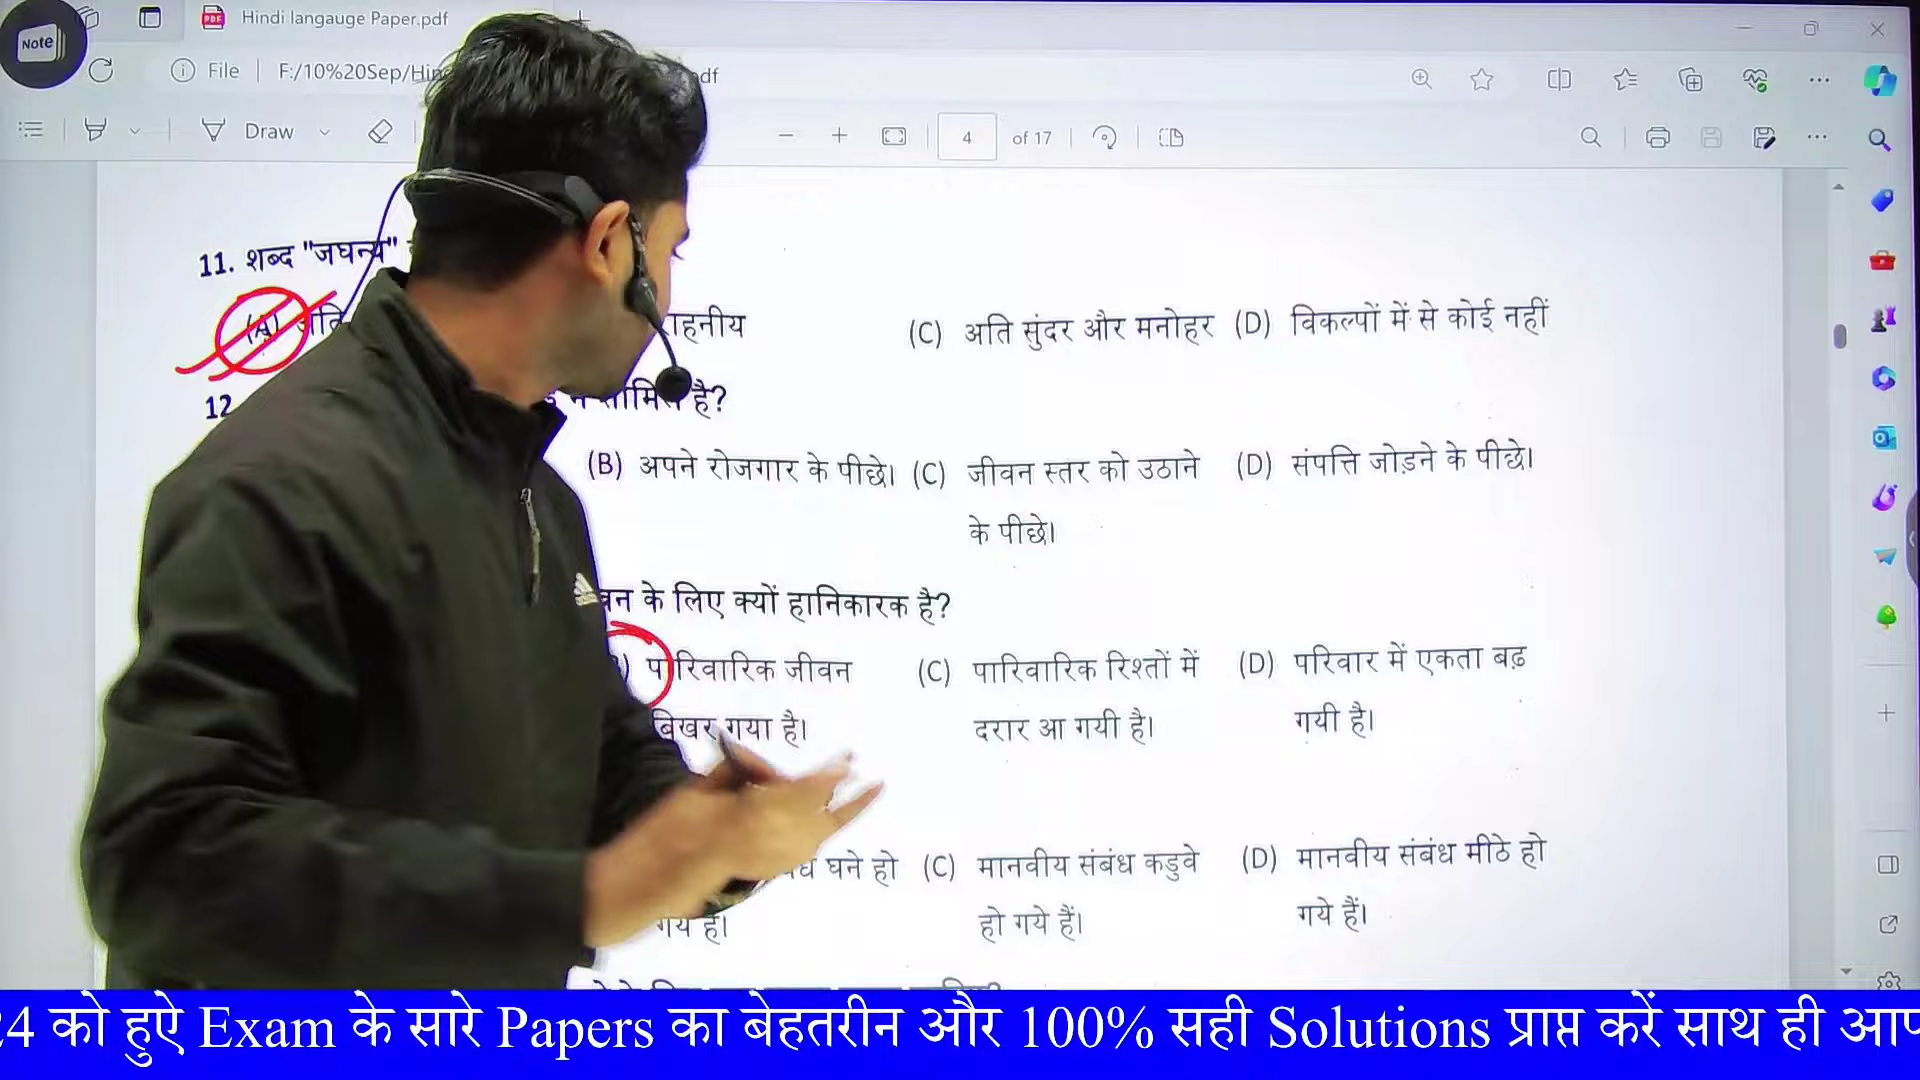 Note
Hindi langauge Paper.pdf
File
F:/10%20Sep/Hin df
Draw
4 of 17
11. शब्द "जघन्य"
(A) अति राहनीय (C) अति सुंदर और मनोहर (D) विकल्पों में से कोई नहीं
12 है?
(B) अपने रोजगार के पीछे। (C) जीवन स्तर को उठाने (D) संपत्ति जोड़ने के पीछे।
के पीछे।
वन के लिए क्यों हानिकारक है?
) पारिवारिक जीवन (C) पारिवारिक रिश्तों में (D) परिवार में एकता बढ़
बिखर गया है। दरार आ गयी है। गयी है।
घने हो (C) मानवीय संबंध कडुवे (D) मानवीय संबंध मीठे हो
गये हैं। हो गये हैं। गये हैं।
24 को हुऐ Exam के सारे Papers का बेहतरीन और 100% सही Solutions प्राप्त करें साथ ही आप